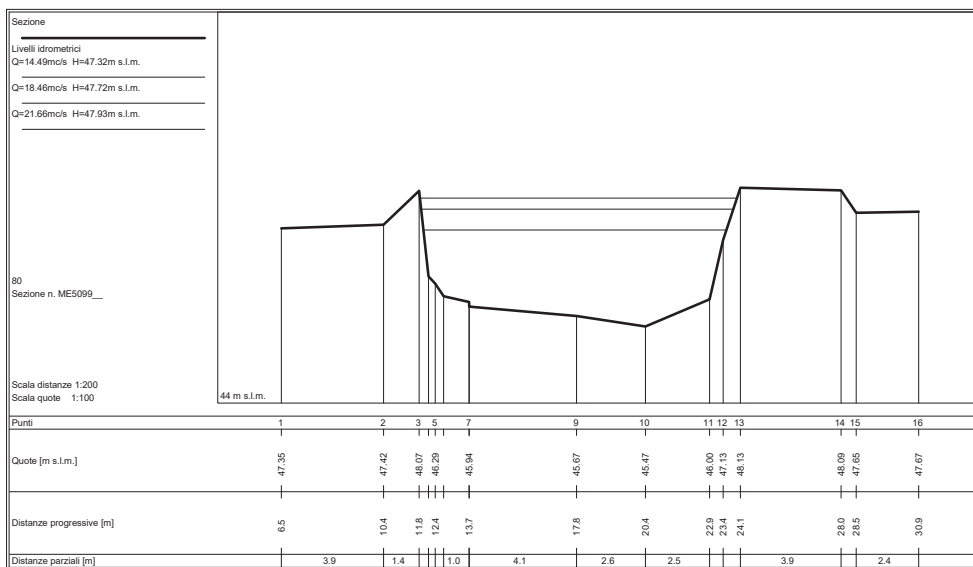 Sezione
Livelli idrometrici
Q=14.49mc/s H=47.32m s.l.m.
Q=18.46mc/s H=47.72m s.l.m.
Q=21.66mc/s H=47.93m s.l.m.
80
Sezione n. ME5099__
Scala distanze 1:200
Scala quote 1:100
44 m s.l.m.
Punti 1 2 3 5 7 9 10 11 12 13 14 15 16
Quote [m s.l.m.] 47.35 47.42 48.07 46.29 45.94 45.67 45.47 46.00 47.13 48.13 48.09 47.65 47.67
Distanze progressive [m] 6.5 10.4 11.8 12.4 13.7 17.8 20.4 22.9 23.4 24.1 28.0 28.5 30.9
Distanze parziali [m] 3.9 1.4 1.0 4.1 2.6 2.5 3.9 2.4